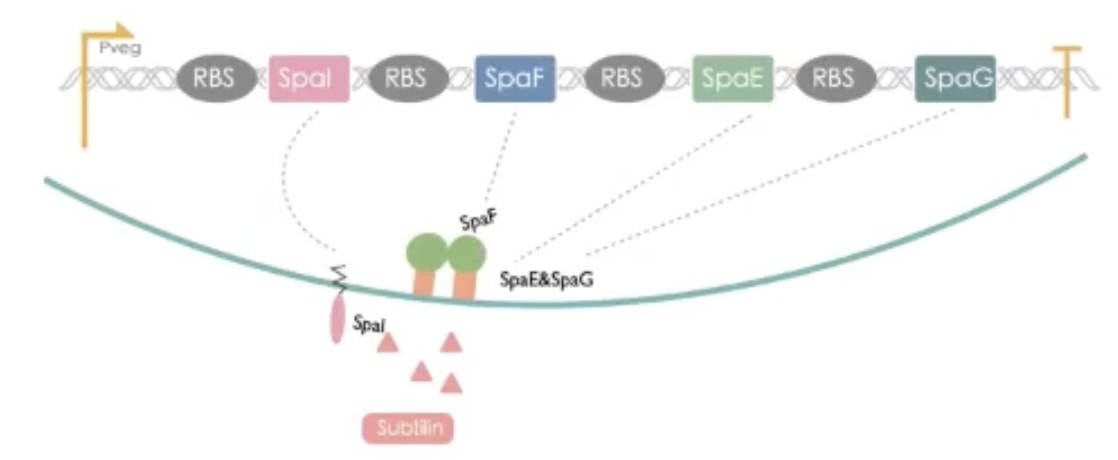 Pveg
RBS SpaI RBS SpaF RBS SpaE RBS SpaG
SpaF
SpaE&SpaG
SpaI
Subtilin